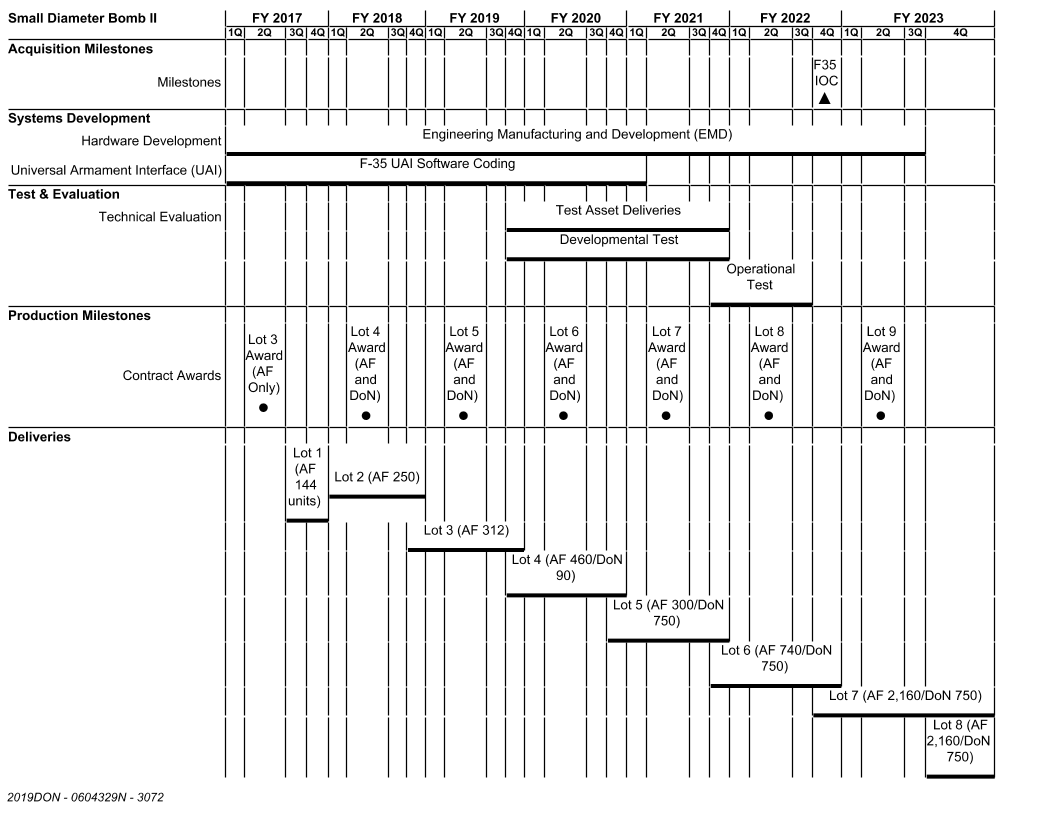 Small Diameter Bomb II FY 2017 FY 2018 FY 2019 FY 2020 FY 2021 FY 2022 FY 2023
1Q 2Q 3Q 4Q 1Q 2Q 3Q 4Q 1Q 2Q 3Q 4Q 1Q 2Q 3Q 4Q 1Q 2Q 3Q 4Q 1Q 2Q 3Q 4Q 1Q 2Q 3Q 4Q
Acquisition Milestones
Milestones
F35
IOC
Systems Development
Hardware Development
Engineering Manufacturing and Development (EMD)
Universal Armament Interface (UAI)
F-35 UAI Software Coding
Test & Evaluation
Technical Evaluation
Test Asset Deliveries
Developmental Test
Operational
Test
Production Milestones
Contract Awards
Lot 3
Award
(AF
Only)
Lot 4
Award
(AF
and
DoN)
Lot 5
Award
(AF
and
DoN)
Lot 6
Award
(AF
and
DoN)
Lot 7
Award
(AF
and
DoN)
Lot 8
Award
(AF
and
DoN)
Lot 9
Award
(AF
and
DoN)
Deliveries
Lot 1
(AF
144
units)
Lot 2 (AF 250)
Lot 3 (AF 312)
Lot 4 (AF 460/DoN
90)
Lot 5 (AF 300/DoN
750)
Lot 6 (AF 740/DoN
750)
Lot 7 (AF 2,160/DoN 750)
Lot 8 (AF
2,160/DoN
750)
2019DON - 0604329N - 3072